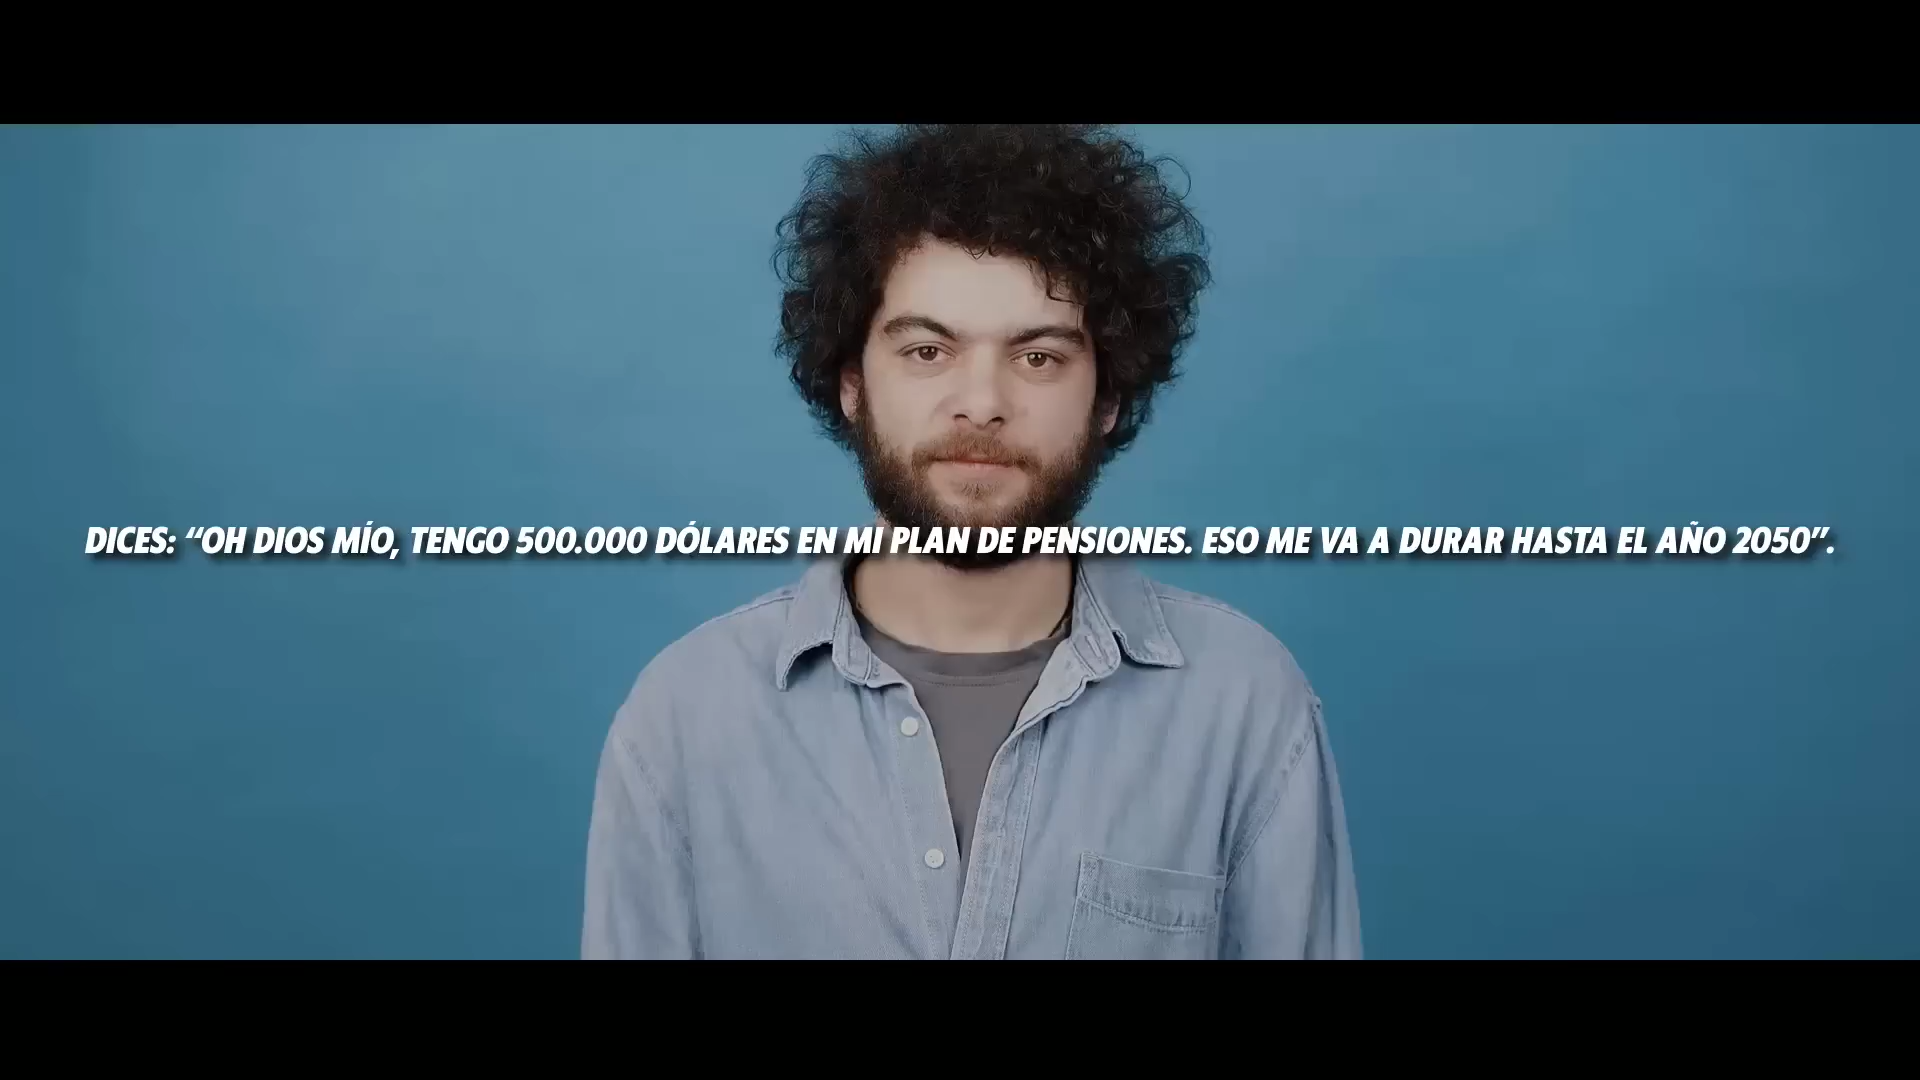 DICES: “OH DIOS MÍO, TENGO 500.000 DÓLARES EN MI PLAN DE PENSIONES. ESO ME VA A DURAR HASTA EL AÑO 2050”.